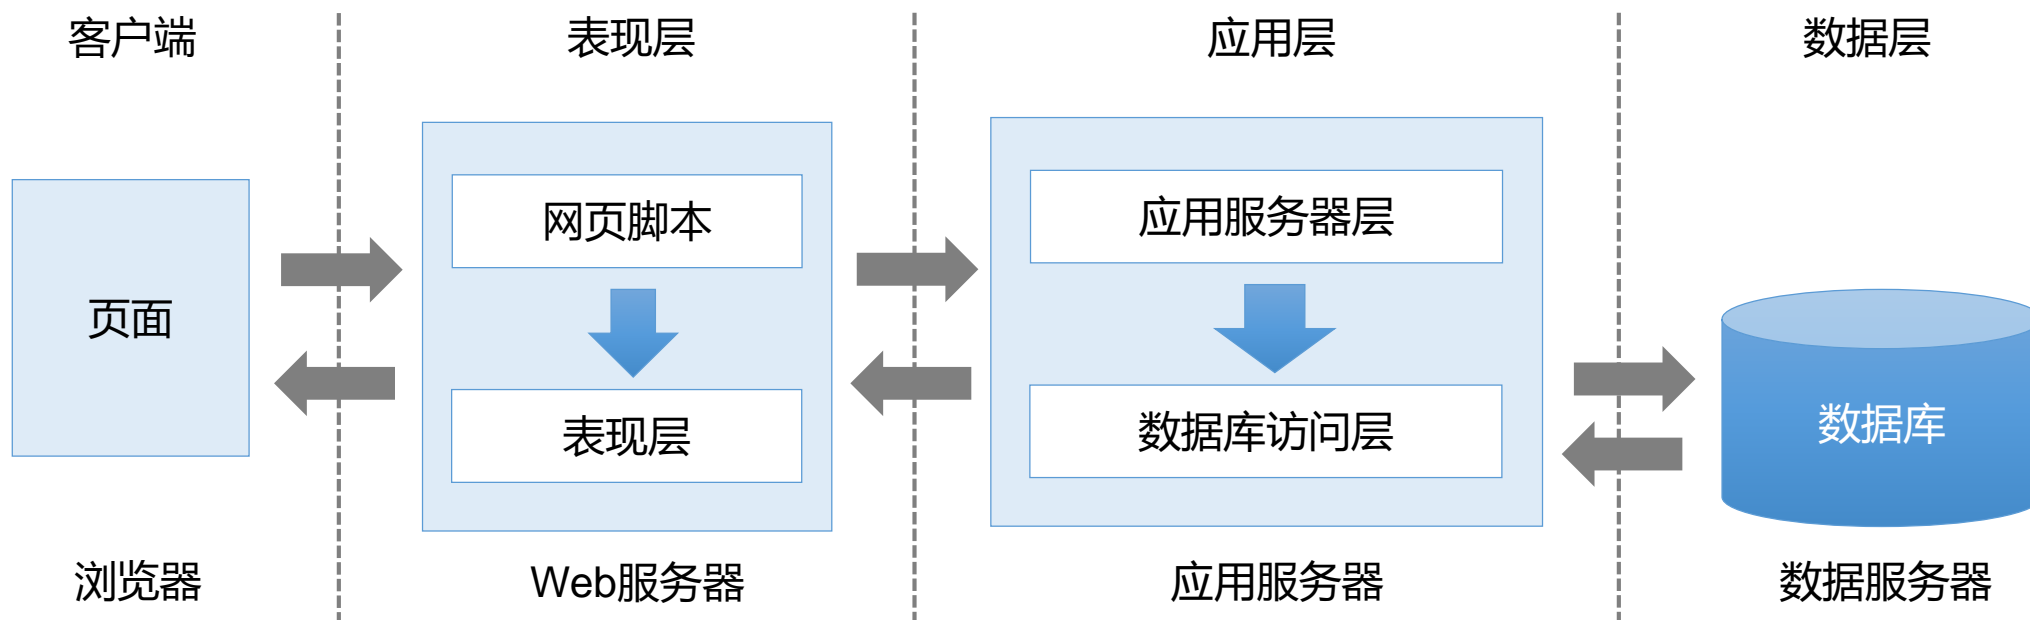 客户端
表现层
应用层
数据层
网页脚本
应用服务器层
页面
表现层
数据库访问层
数据库
浏览器
Web服务器
应用服务器
数据服务器